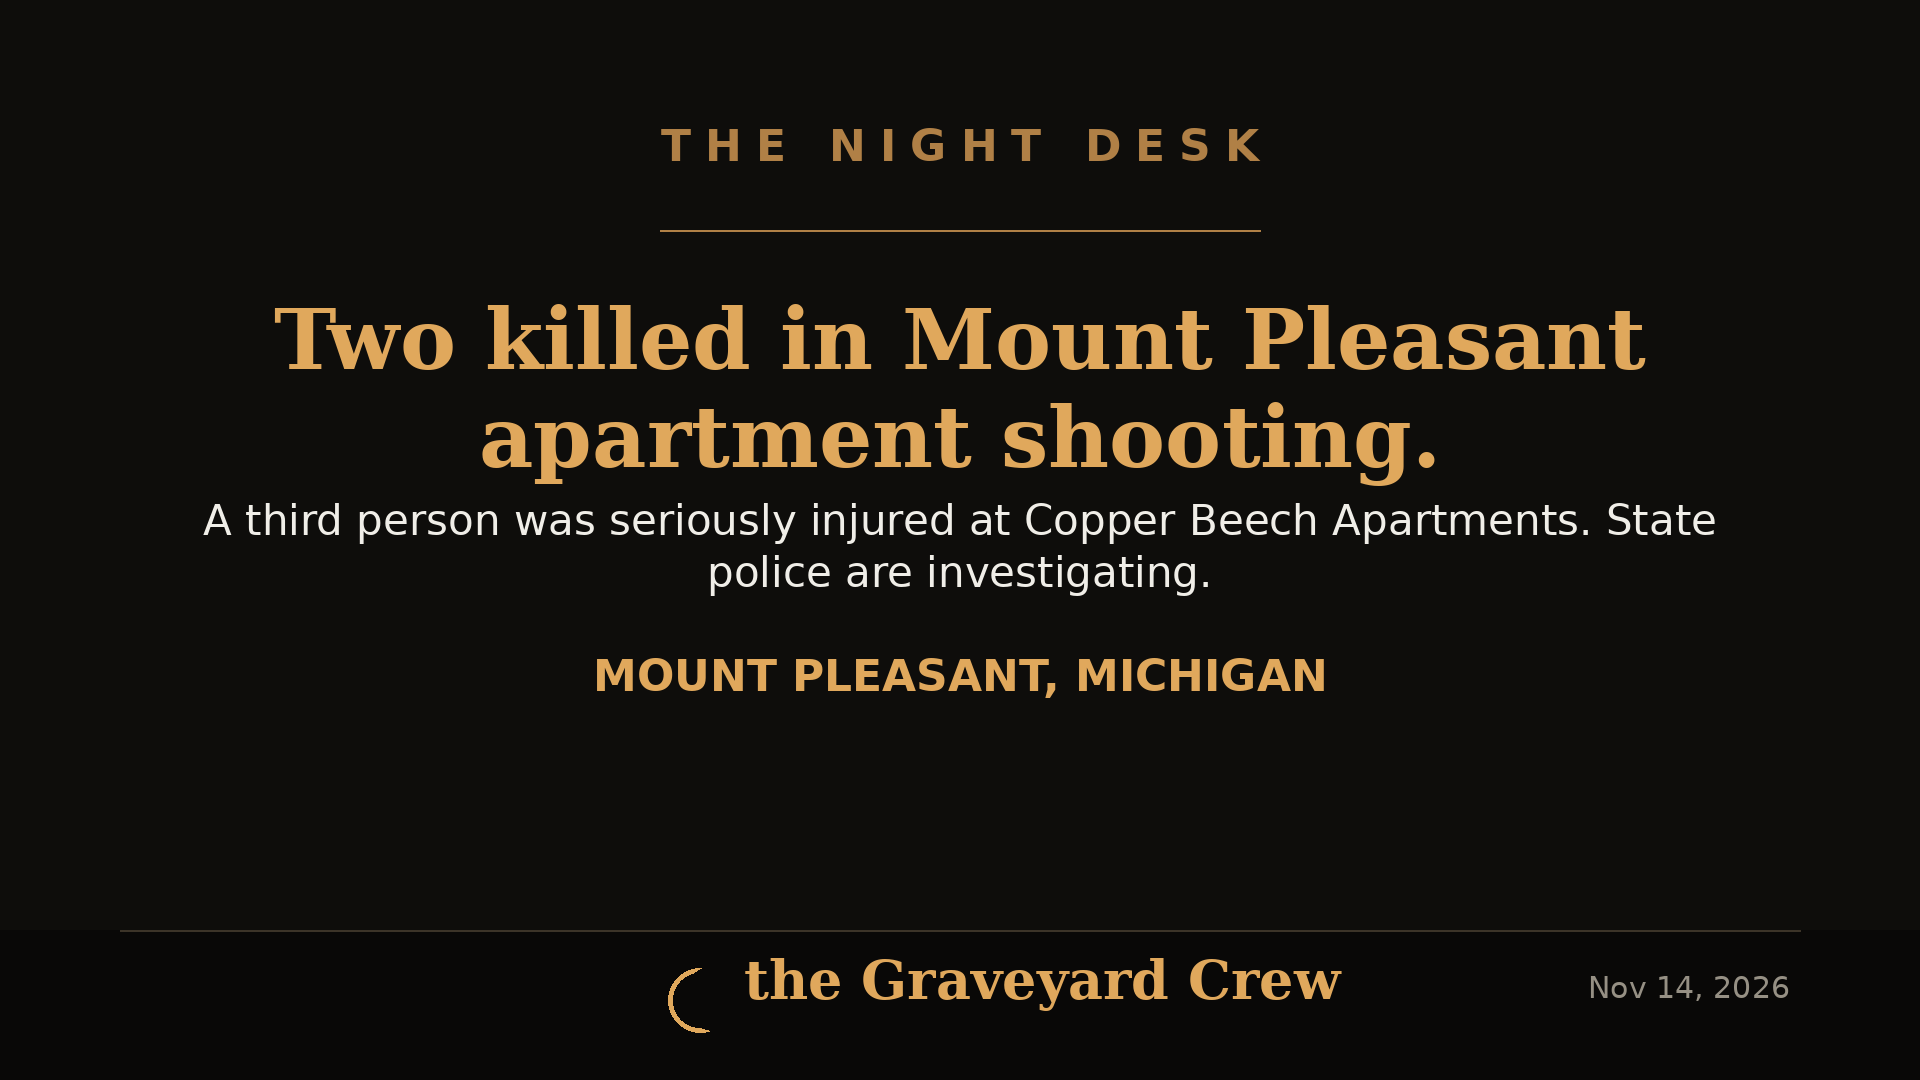 THE NIGHT DESK
Two killed in Mount Pleasant
apartment shooting.
A third person was seriously injured at Copper Beech Apartments. State
police are investigating.
MOUNT PLEASANT, MICHIGAN
the Graveyard Crew
Nov 14, 2026